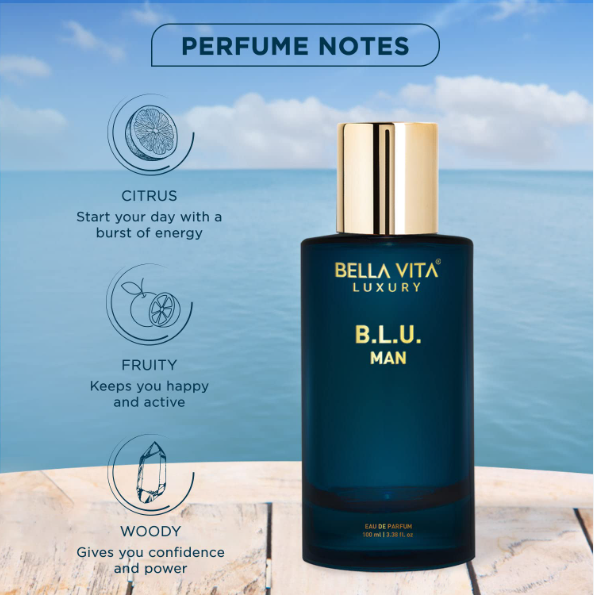 PERFUME NOTES
CITRUS
Start your day with a
burst of energy
FRUITY
Keeps you happy
and active
WOODY
Gives you confidence
and power
BELLA VITA®
LUXURY
B.L.U.
MAN
EAU DE PARFUM
100 ml | 3.38 fl. oz